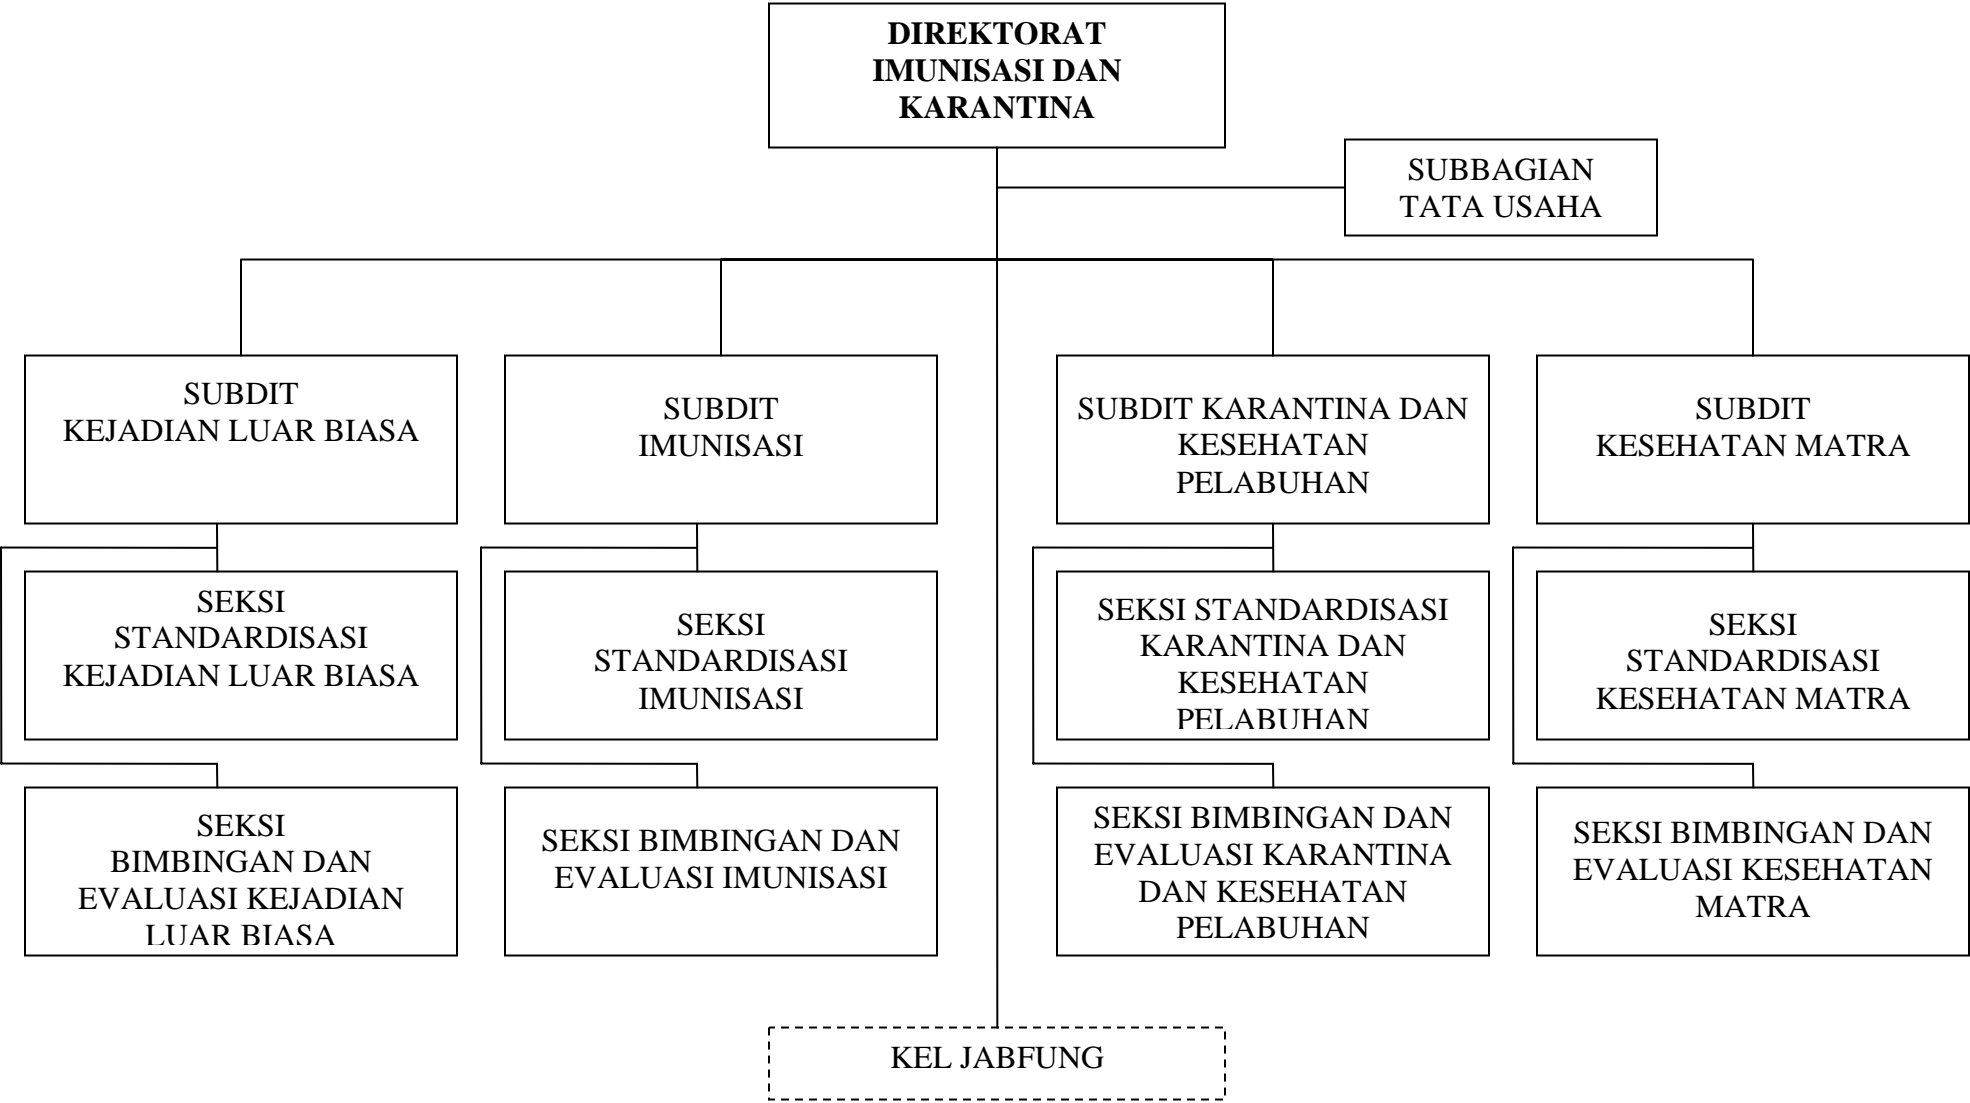 DIREKTORAT
IMUNISASI DAN
KARANTINA
SUBBAGIAN
TATA USAHA
SUBDIT
KEJADIAN LUAR BIASA
SUBDIT
IMUNISASI
SUBDIT KARANTINA DAN
KESEHATAN
PELABUHAN
SUBDIT
KESEHATAN MATRA
SEKSI
STANDARDISASI
KEJADIAN LUAR BIASA
SEKSI
STANDARDISASI
IMUNISASI
SEKSI STANDARDISASI
KARANTINA DAN
KESEHATAN
PELABUHAN
SEKSI
STANDARDISASI
KESEHATAN MATRA
SEKSI
BIMBINGAN DAN
EVALUASI KEJADIAN
LUAR BIASA
SEKSI BIMBINGAN DAN
EVALUASI IMUNISASI
SEKSI BIMBINGAN DAN
EVALUASI KARANTINA
DAN KESEHATAN
PELABUHAN
SEKSI BIMBINGAN DAN
EVALUASI KESEHATAN
MATRA
KEL JABFUNG